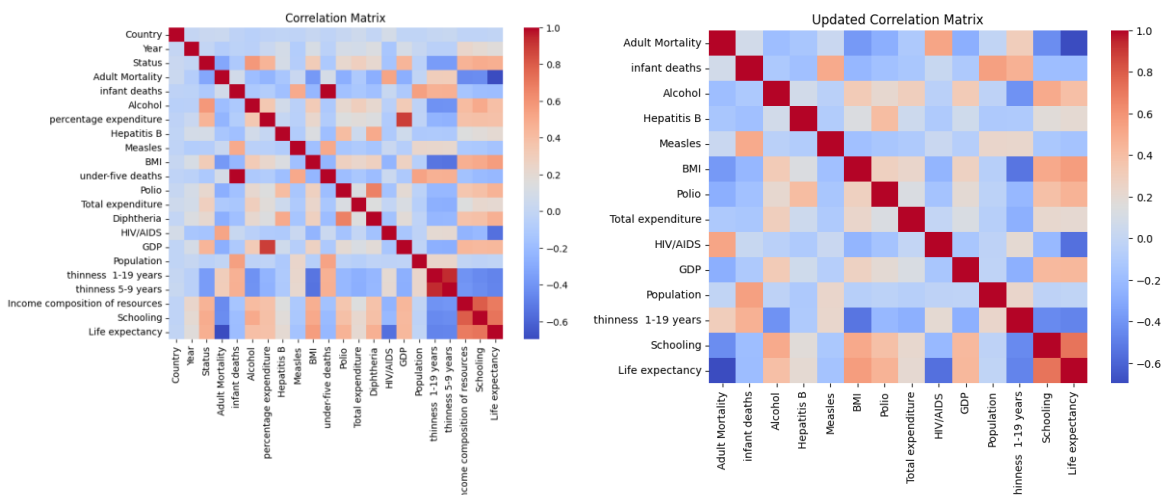 Correlation Matrix
Country
Year
Status
Adult Mortality
infant deaths
Alcohol
percentage expenditure
Hepatitis B
Measles
BMI
under-five deaths
Polio
Total expenditure
Diphtheria
HIV/AIDS
GDP
Population
thinness 1-19 years
thinness 5-9 years
Income composition of resources
Schooling
Life expectancy
Country
Year
Status
Adult Mortality
infant deaths
Alcohol
percentage expenditure
Hepatitis B
Measles
BMI
under-five deaths
Polio
Total expenditure
Diphtheria
HIV/AIDS
GDP
Population
thinness 1-19 years
thinness 5-9 years
ncome composition of resources
Schooling
Life expectancy
1.0
0.8
0.6
0.4
0.2
0.0
−0.2
−0.4
−0.6
Updated Correlation Matrix
Adult Mortality
infant deaths
Alcohol
Hepatitis B
Measles
BMI
Polio
Total expenditure
HIV/AIDS
GDP
Population
thinness 1-19 years
Schooling
Life expectancy
Adult Mortality
infant deaths
Alcohol
Hepatitis B
Measles
BMI
Polio
Total expenditure
HIV/AIDS
GDP
Population
hinness 1-19 years
Schooling
Life expectancy
1.0
0.8
0.6
0.4
0.2
0.0
−0.2
−0.4
−0.6